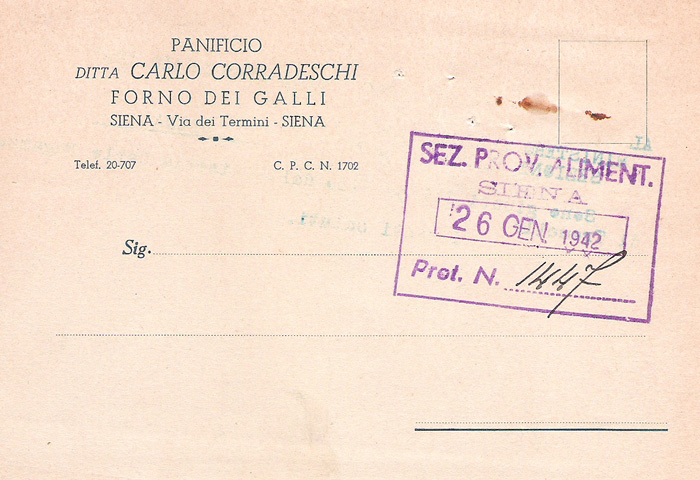 PANIFICIO
DITTA CARLO CORRADESCHI
FORNO DEI GALLI
SIENA - Via dei Termini - SIENA
Telef. 20-707
C. P. C. N. 1702
SEZ. PROV. ALIMENT.
SIENA
26 GEN. 1942
Prot. N. 1447
Sig.